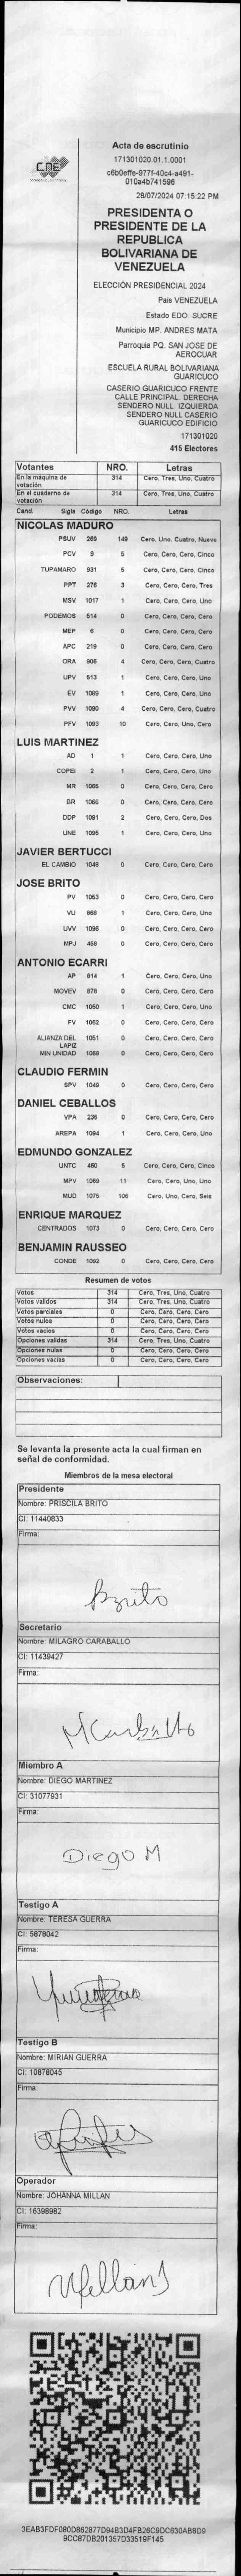 CNE
Acta de escrutinio
171301020.01.1.0001
c6b0effe-977f-40c4-a491-
010a4b741596
28/07/2024 07:15:22 PM
PRESIDENTA O
PRESIDENTE DE LA
REPUBLICA
BOLIVARIANA DE
VENEZUELA
ELECCIÓN PRESIDENCIAL 2024
País VENEZUELA
Estado EDO. SUCRE
Municipio MP. ANDRES MATA
Parroquia PQ. SAN JOSE DE
AEROCUAR
ESCUELA RURAL BOLIVARIANA
GUARICUCO
CASERIO GUARICUCO FRENTE
CALLE PRINCIPAL. DERECHA
SENDERO NULL. IZQUIERDA
SENDERO NULL CASERIO
GUARICUCO EDIFICIO
171301020
415 Electores
Votantes NRO. Letras
En la máquina de votación 314 Cero, Tres, Uno, Cuatro
En el cuaderno de votación 314 Cero, Tres, Uno, Cuatro
Cand. Sigla Código NRO. Letras
NICOLAS MADURO
PSUV 269 149 Cero, Uno, Cuatro, Nueve
PCV 9 5 Cero, Cero, Cero, Cinco
TUPAMARO 931 5 Cero, Cero, Cero, Cinco
PPT 276 3 Cero, Cero, Cero, Tres
MSV 1017 1 Cero, Cero, Cero, Uno
PODEMOS 514 0 Cero, Cero, Cero, Cero
MEP 6 0 Cero, Cero, Cero, Cero
APC 219 0 Cero, Cero, Cero, Cero
ORA 906 4 Cero, Cero, Cero, Cuatro
UPV 513 1 Cero, Cero, Cero, Uno
EV 1089 1 Cero, Cero, Cero, Uno
PVV 1090 4 Cero, Cero, Cero, Cuatro
PFV 1093 10 Cero, Cero, Uno, Cero
LUIS MARTINEZ
AD 1 1 Cero, Cero, Cero, Uno
COPEI 2 1 Cero, Cero, Cero, Uno
MR 1065 0 Cero, Cero, Cero, Cero
BR 1066 0 Cero, Cero, Cero, Cero
DDP 1091 2 Cero, Cero, Cero, Dos
UNE 1095 1 Cero, Cero, Cero, Uno
JAVIER BERTUCCI
EL CAMBIO 1048 0 Cero, Cero, Cero, Cero
JOSE BRITO
PV 1053 0 Cero, Cero, Cero, Cero
VU 868 1 Cero, Cero, Cero, Uno
UVV 1096 0 Cero, Cero, Cero, Cero
MPJ 458 0 Cero, Cero, Cero, Cero
ANTONIO ECARRI
AP 814 1 Cero, Cero, Cero, Uno
MOVEV 878 0 Cero, Cero, Cero, Cero
CMC 1050 1 Cero, Cero, Cero, Uno
FV 1062 0 Cero, Cero, Cero, Cero
ALIANZA DEL LAPIZ 1051 0 Cero, Cero, Cero, Cero
MIN UNIDAD 1068 0 Cero, Cero, Cero, Cero
CLAUDIO FERMIN
SPV 1049 0 Cero, Cero, Cero, Cero
DANIEL CEBALLOS
VPA 236 0 Cero, Cero, Cero, Cero
AREPA 1094 1 Cero, Cero, Cero, Uno
EDMUNDO GONZALEZ
UNTC 460 5 Cero, Cero, Cero, Cinco
MPV 1069 11 Cero, Cero, Uno, Uno
MUD 1075 106 Cero, Uno, Cero, Seis
ENRIQUE MARQUEZ
CENTRADOS 1073 0 Cero, Cero, Cero, Cero
BENJAMIN RAUSSEO
CONDE 1092 0 Cero, Cero, Cero, Cero
Resumen de votos
Votos 314 Cero, Tres, Uno, Cuatro
Votos válidos 314 Cero, Tres, Uno, Cuatro
Votos parciales 0 Cero, Cero, Cero, Cero
Votos nulos 0 Cero, Cero, Cero, Cero
Votos vacíos 0 Cero, Cero, Cero, Cero
Opciones válidas 314 Cero, Tres, Uno, Cuatro
Opciones nulas 0 Cero, Cero, Cero, Cero
Opciones vacías 0 Cero, Cero, Cero, Cero
Observaciones:
Se levanta la presente acta la cual firman en
señal de conformidad.
Miembros de la mesa electoral
Presidente
Nombre: PRISCILA BRITO
CI: 11440833
Firma:
Brito
Secretario
Nombre: MILAGRO CARABALLO
CI: 11439427
Firma:
MCaraballo
Miembro A
Nombre: DIEGO MARTINEZ
CI: 31077931
Firma:
Diego M
Testigo A
Nombre: TERESA GUERRA
CI: 5878042
Firma:
Testigo B
Nombre: MIRIAN GUERRA
CI: 10878045
Firma:
Operador
Nombre: JOHANNA MILLAN
CI: 16398982
Firma:
3EAB3FDF080D862877D94B3D4FB26C9DC630AB8D9
9CC87DB201357D33519F145